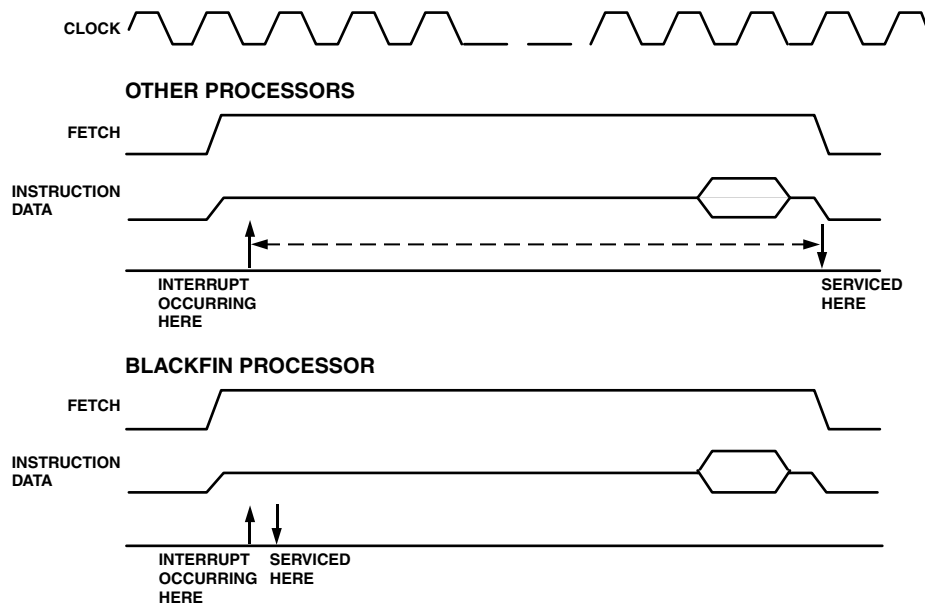 CLOCK
OTHER PROCESSORS
FETCH
INSTRUCTION
DATA
INTERRUPT
OCCURRING
HERE
SERVICED
HERE
BLACKFIN PROCESSOR
FETCH
INSTRUCTION
DATA
INTERRUPT
OCCURRING
HERE
SERVICED
HERE